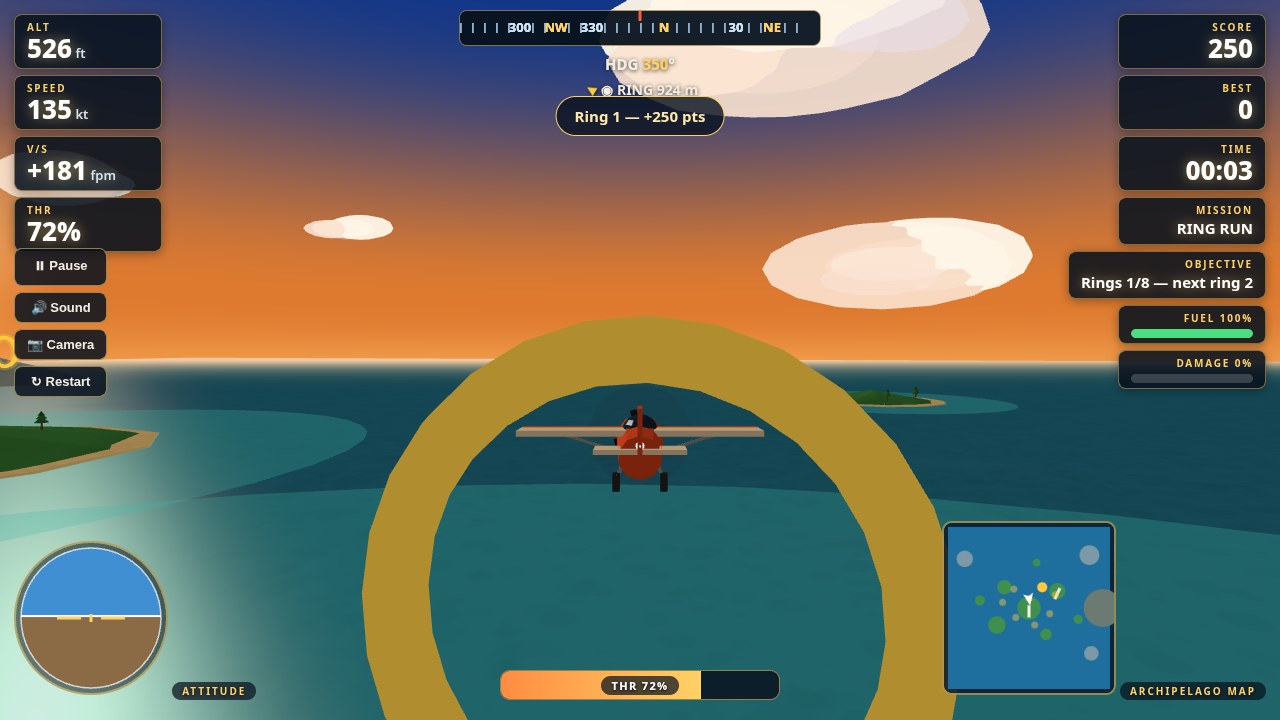 ALT
526 ft
SPEED
135 kt
V/S
+181 fpm
THR
72%
⏸ Pause
🔊 Sound
📷 Camera
↻ Restart
300 NW 330 N 30 NE
HDG 350°
▼ ◉ RING 924 m
Ring 1 — +250 pts
SCORE
250
BEST
0
TIME
00:03
MISSION
RING RUN
OBJECTIVE
Rings 1/8 — next ring 2
FUEL 100%
DAMAGE 0%
ATTITUDE
THR 72%
ARCHIPELAGO MAP